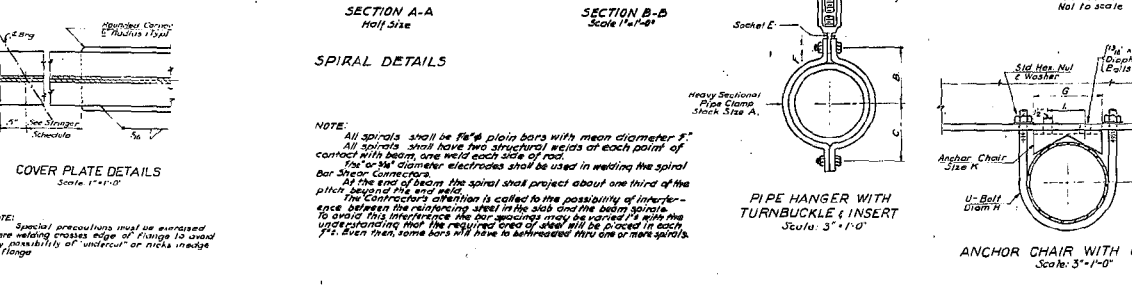 Rounded Corner
Radius (Typ)
℄ Brg
5"
See Stringer
Schedule
5/16
COVER PLATE DETAILS
Scale: 1"=1'-0"
Special precautions must be exercised
welding crosses edge of flange to avoid
possibility of "undercut" or nicks in edge
flange
SECTION A-A
Half Size
SECTION B-B
Scale 1"=1'-0"
SPIRAL DETAILS
NOTE:
All spirals shall be plain bars with mean diameter
All spirals shall have two structural welds at each point of
contact with beam, one weld each side of rod.
diameter electrodes shall be used in welding the spiral
Bar Shear Connectors.
At the end of beam the spiral shall project about one third of the
pitch beyond the end weld.
The Contractor's attention is called to the possibility of interfer-
ence between the reinforcing steel in the slab and the beam spirals.
To avoid this interference the bar spacings may be varied with the
understanding that the required area of steel will be placed in each
Even then, some bars will have to be threaded thru one or more spirals.
Socket E
F
B
C
Heavy Sectional
Pipe Clamp
Stock Size A.
PIPE HANGER WITH
TURNBUCKLE & INSERT
Scale: 3"=1'-0"
Not to scale
Std. Hex. Nut
& Washer
G
L
Anchor Chair
Size K
U-Bolt
Diam H
ANCHOR CHAIR WITH
Scale: 3"=1'-0"